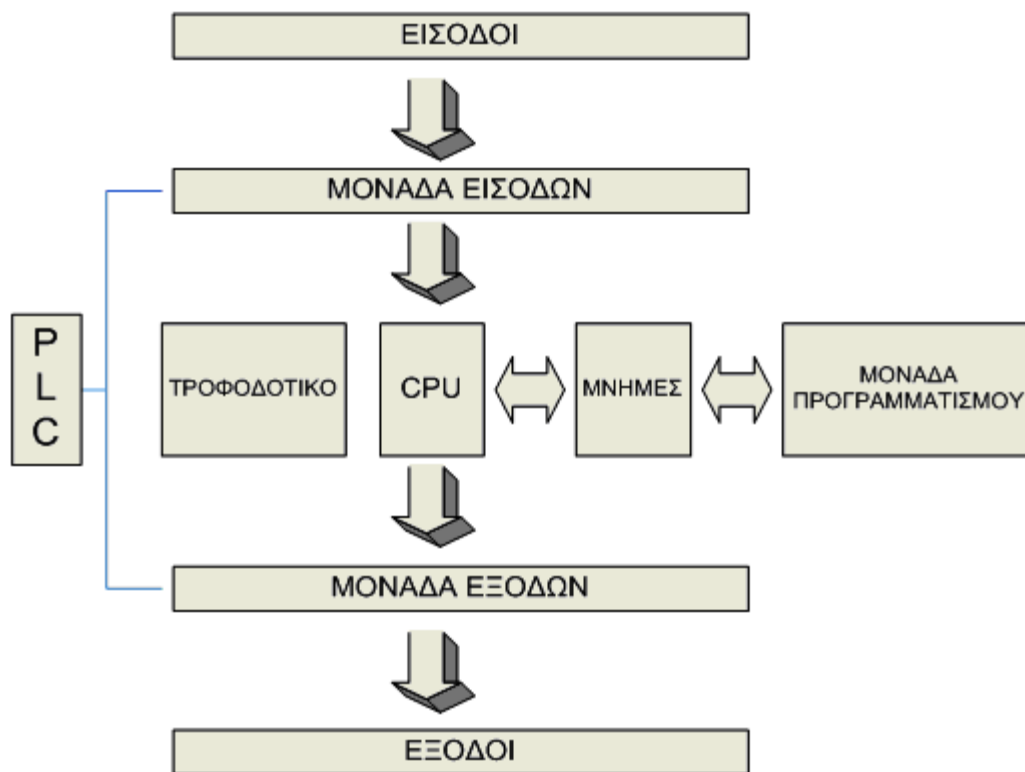 ΕΙΣΟΔΟΙ
ΜΟΝΑΔΑ ΕΙΣΟΔΩΝ
P
L
C
ΤΡΟΦΟΔΟΤΙΚΟ
CPU
ΜΝΗΜΕΣ
ΜΟΝΑΔΑ
ΠΡΟΓΡΑΜΜΑΤΙΣΜΟΥ
ΜΟΝΑΔΑ ΕΞΟΔΩΝ
ΕΞΟΔΟΙ